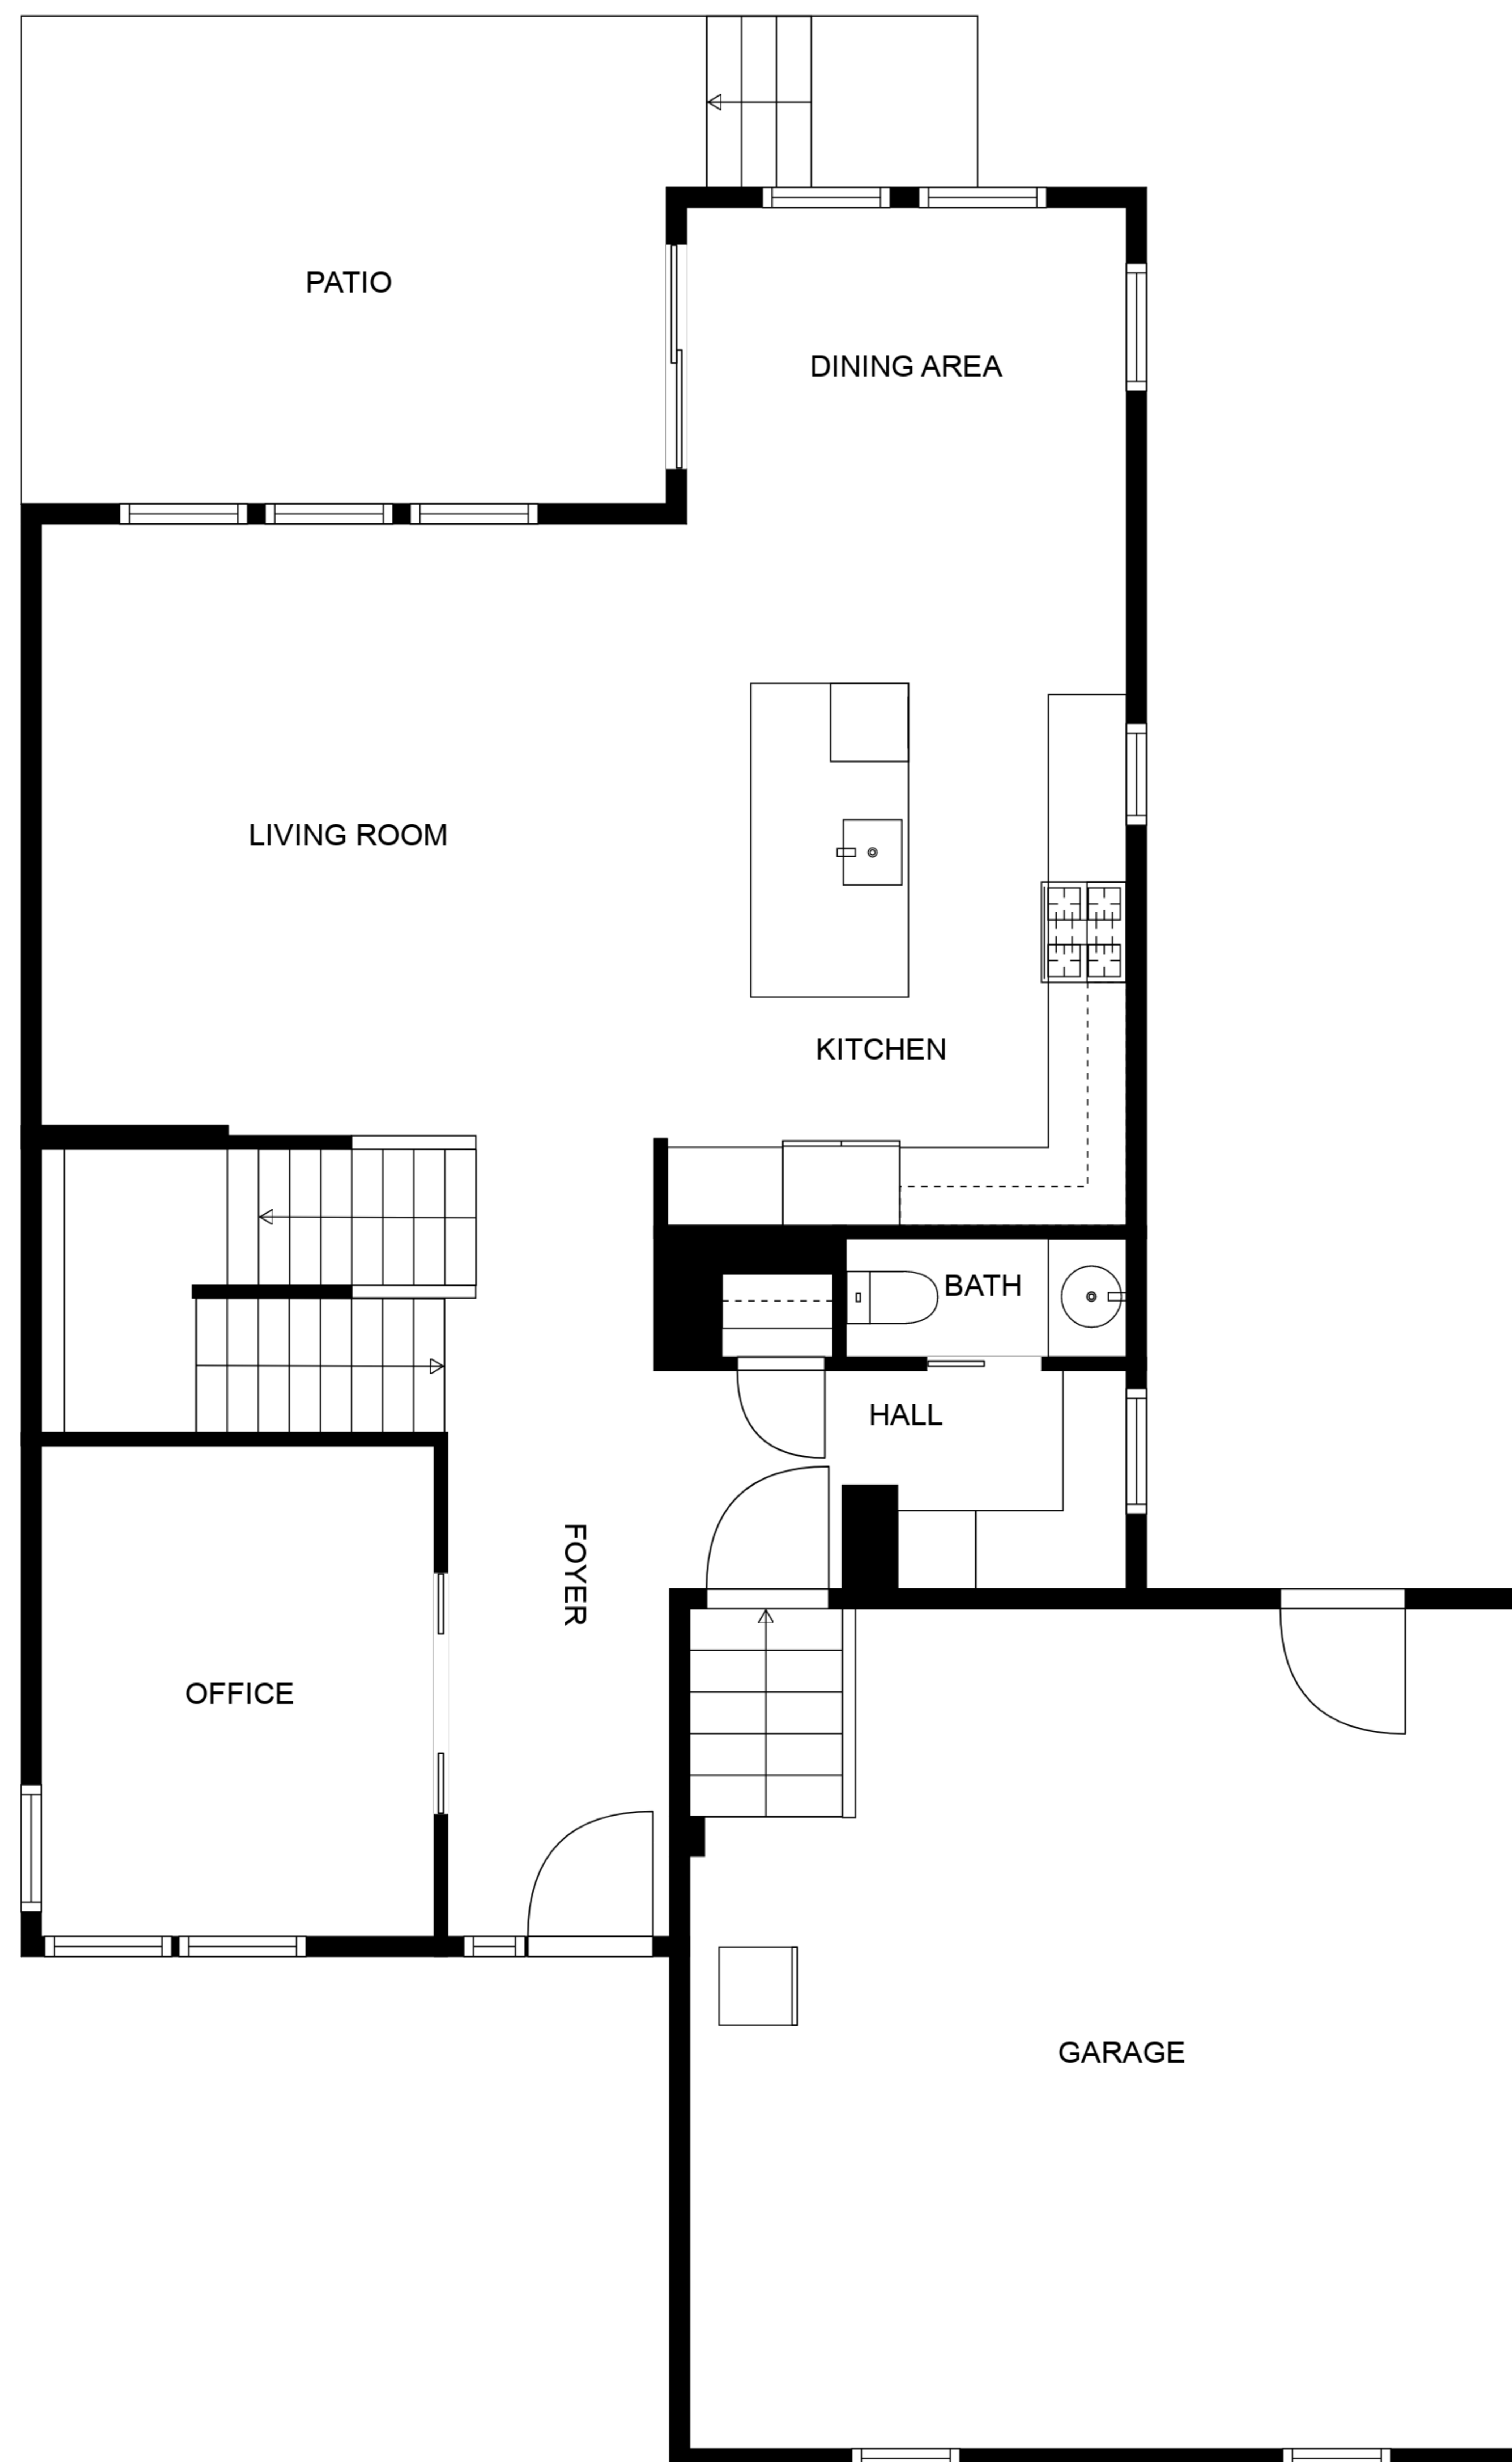 PATIO
DINING AREA
LIVING ROOM
KITCHEN
BATH
HALL
FOYER
OFFICE
GARAGE